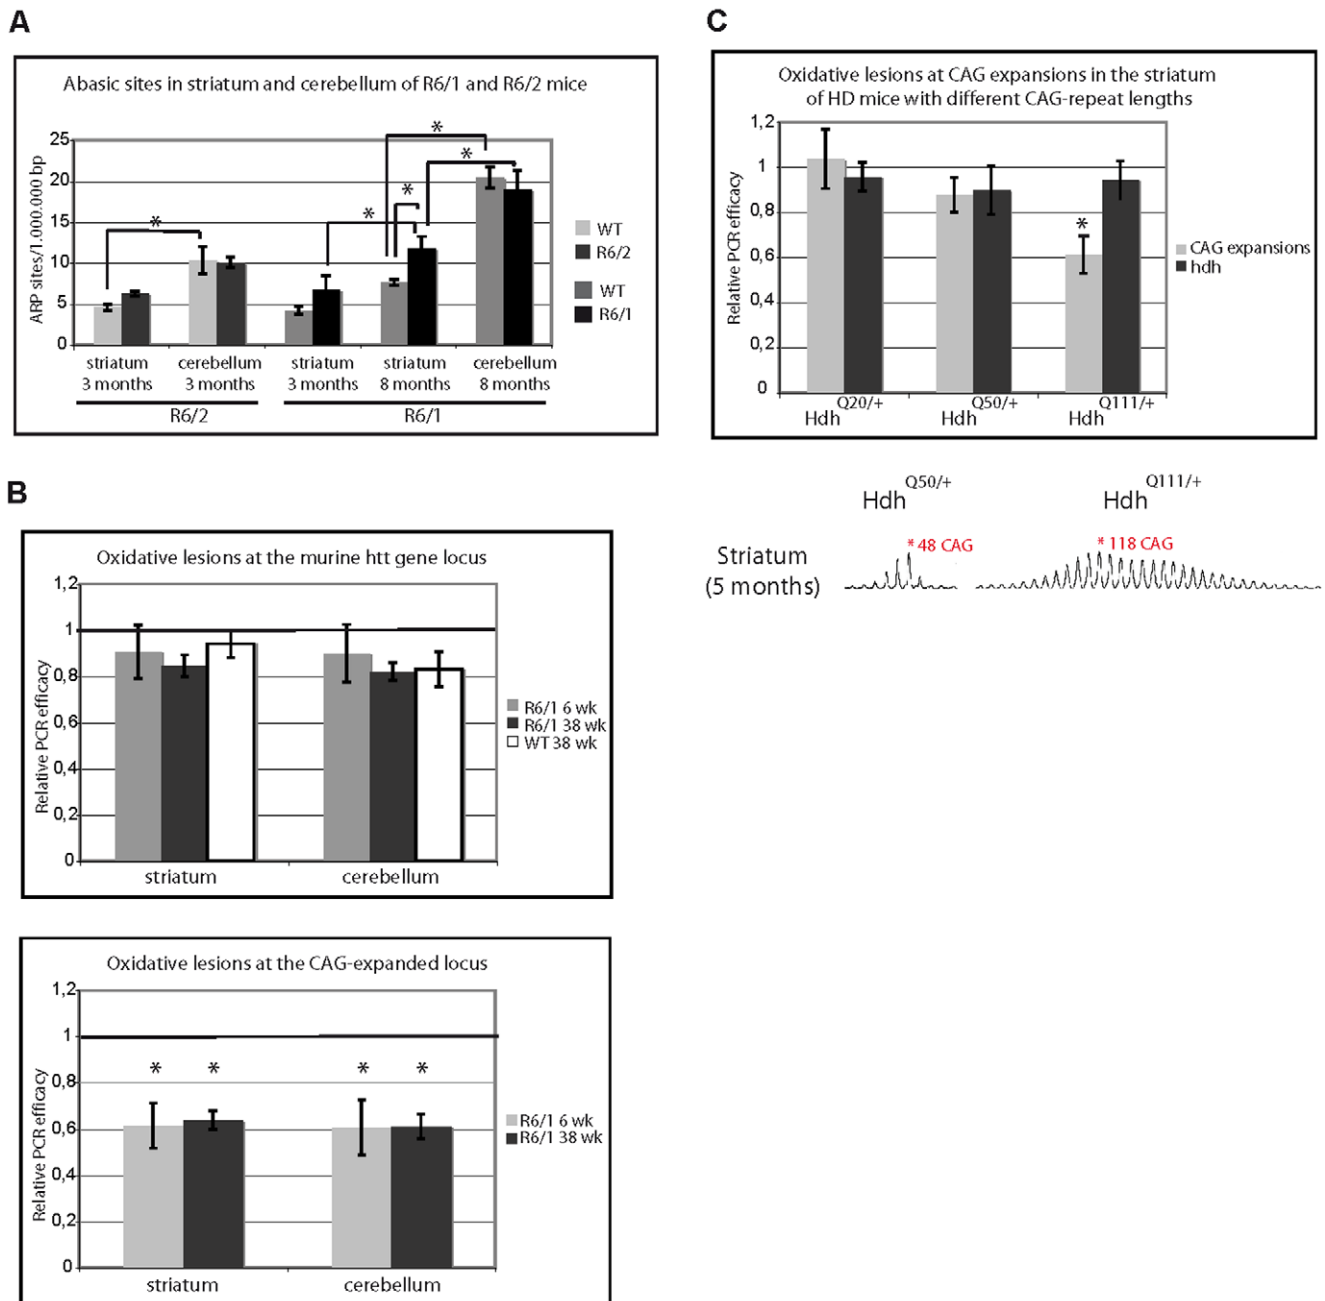 A
Abasic sites in striatum and cerebellum of R6/1 and R6/2 mice
ARP sites/1.000.000 bp
25
20
15
10
5
0
*
*
*
*
*
striatum 3 months
cerebellum 3 months
striatum 3 months
striatum 8 months
cerebellum 8 months
R6/2
R6/1
WT
R6/2
WT
R6/1
B
Oxidative lesions at the murine htt gene locus
Relative PCR efficacy
1,2
1
0,8
0,6
0,4
0,2
0
striatum
cerebellum
R6/1 6 wk
R6/1 38 wk
WT 38 wk
Oxidative lesions at the CAG-expanded locus
Relative PCR efficacy
1,2
1
0,8
0,6
0,4
0,2
0
* * * *
striatum
cerebellum
R6/1 6 wk
R6/1 38 wk
C
Oxidative lesions at CAG expansions in the striatum
of HD mice with different CAG-repeat lengths
Relative PCR efficacy
1,2
1
0,8
0,6
0,4
0,2
0
*
Hdh Q20/+
Hdh Q50/+
Hdh Q111/+
CAG expansions
hdh
Hdh Q50/+
Hdh Q111/+
Striatum
(5 months)
* 48 CAG
* 118 CAG